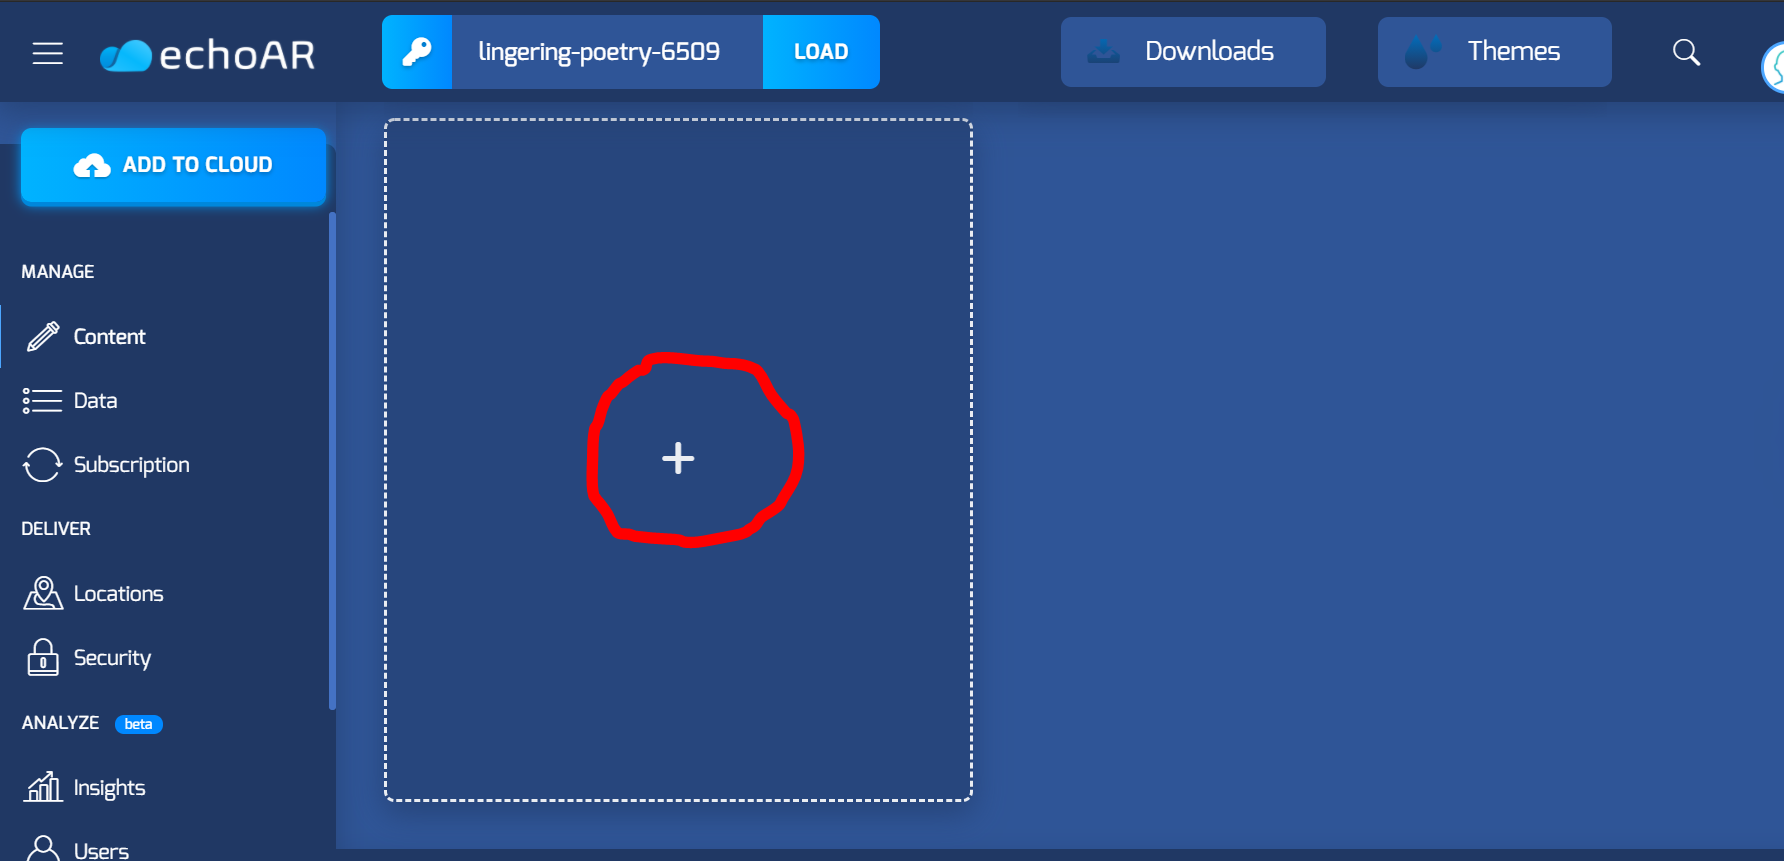 echoAR
lingering-poetry-6509
LOAD
Downloads
Themes
ADD TO CLOUD
MANAGE
Content
Data
Subscription
DELIVER
Locations
Security
ANALYZE beta
Insights
Users